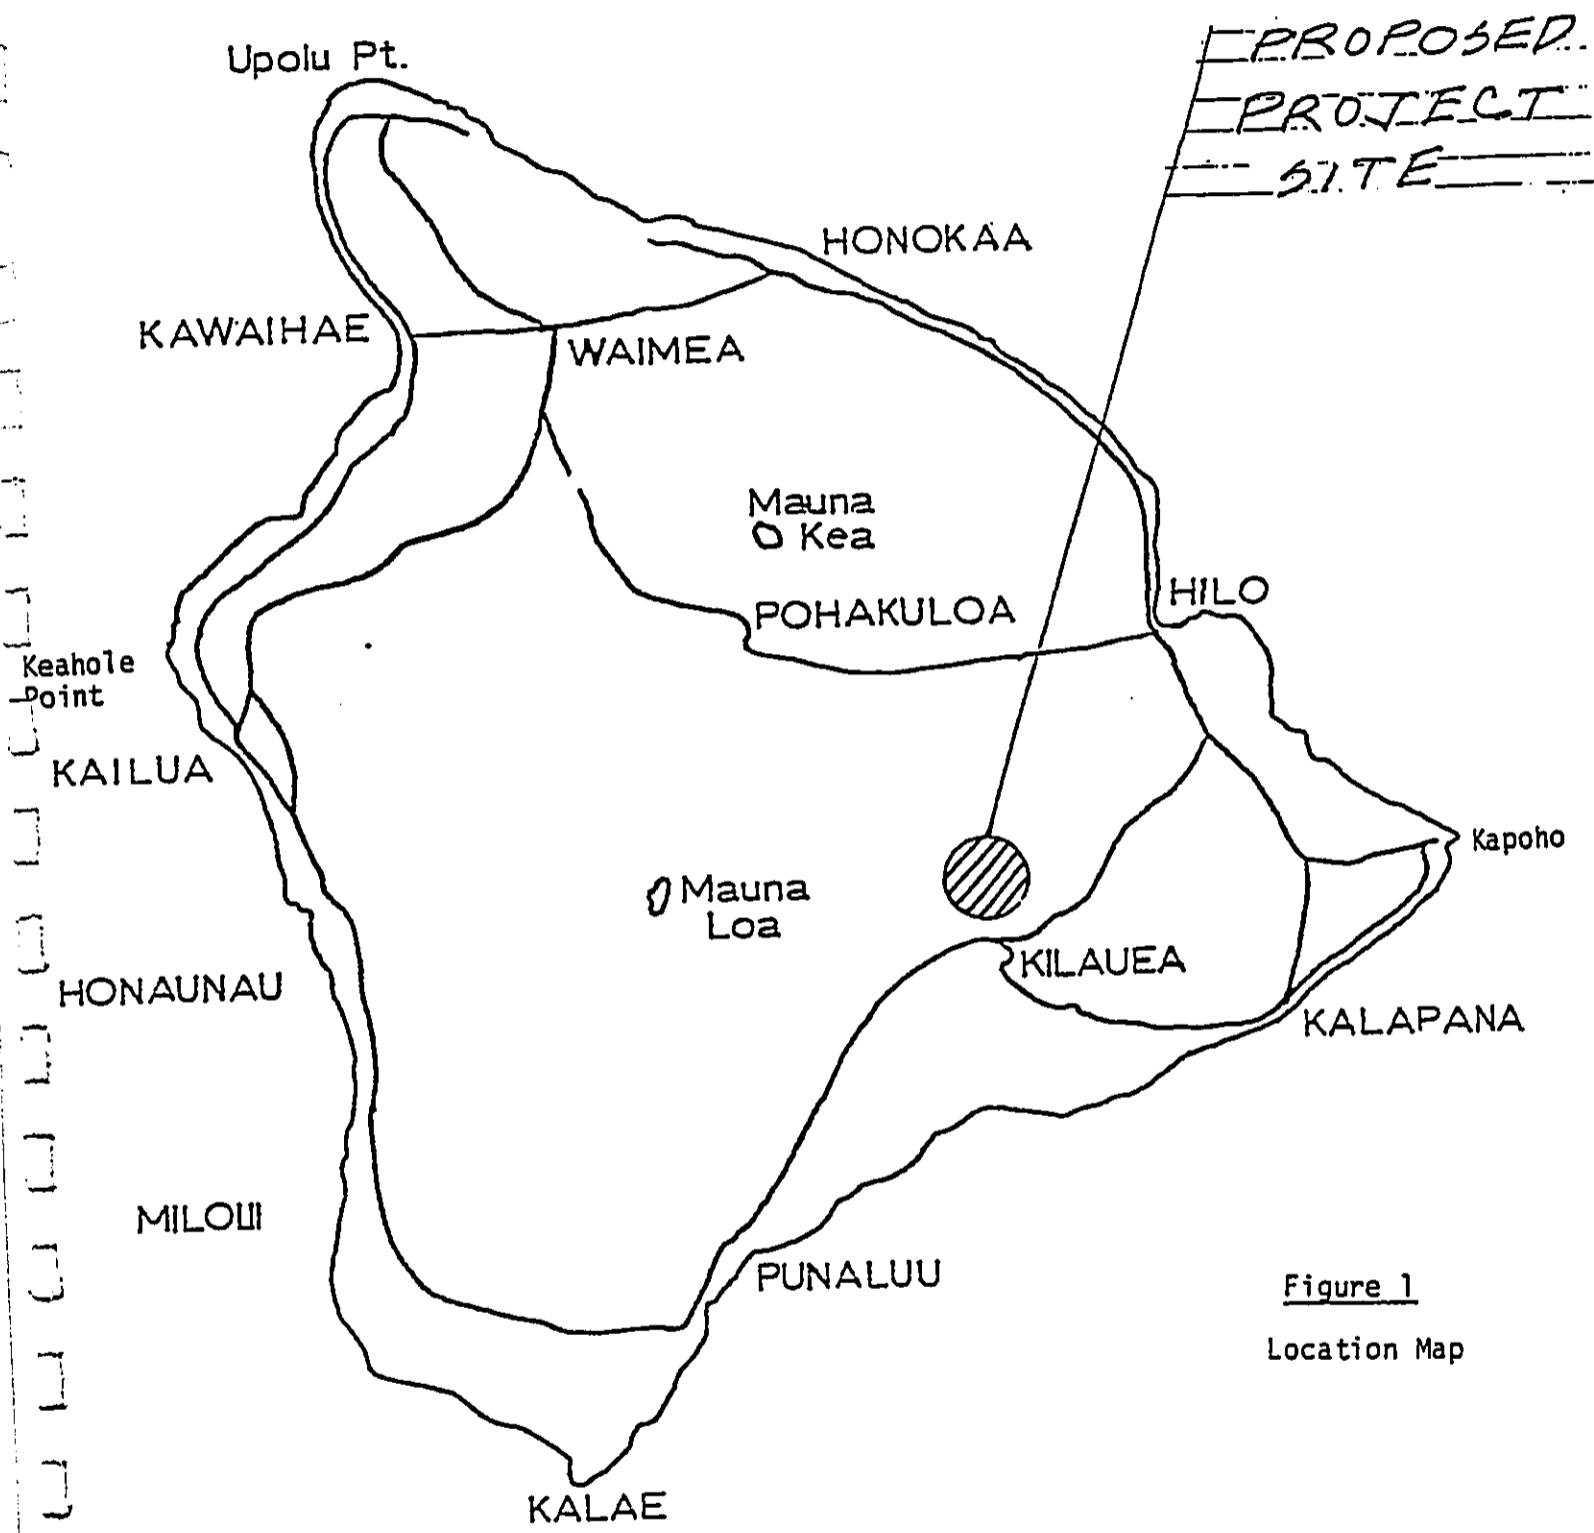 Upolu Pt.
PROPOSED
PROJECT
SITE
HONOKAA
KAWAIHAE
WAIMEA
Mauna
Kea
HILO
POHAKULOA
Keahole
Point
KAILUA
Kapoho
Mauna
Loa
KILAUEA
HONAUNAU
KALAPANA
MILOLII
PUNALUU
Figure 1
Location Map
KALAE